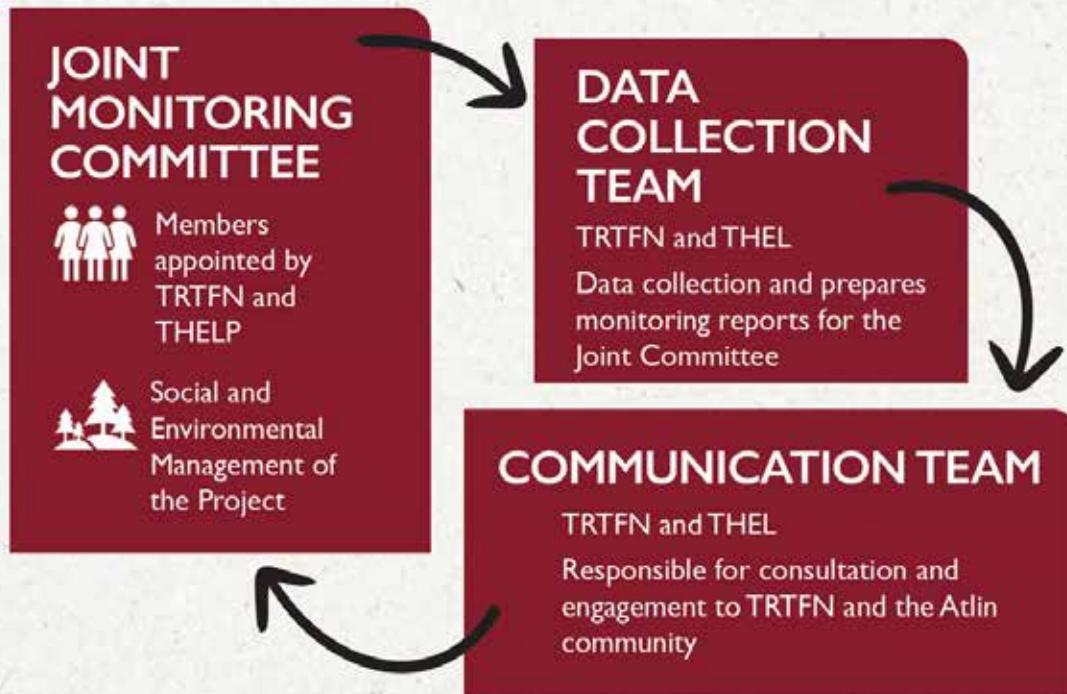 JOINT
MONITORING
COMMITTEE
Members
appointed by
TRTFN and
THELP
Social and
Environmental
Management of
the Project
DATA
COLLECTION
TEAM
TRTFN and THEL
Data collection and prepares
monitoring reports for the
Joint Committee
COMMUNICATION TEAM
TRTFN and THEL
Responsible for consultation and
engagement to TRTFN and the Atlin
community